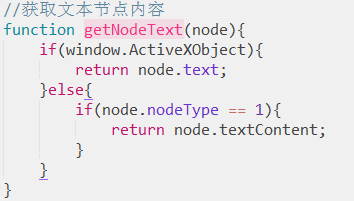 //获取文本节点内容
function getNodeText(node){
    if(window.ActiveXObject){
        return node.text;
    }else{
        if(node.nodeType == 1){
            return node.textContent;
        }
    }
}